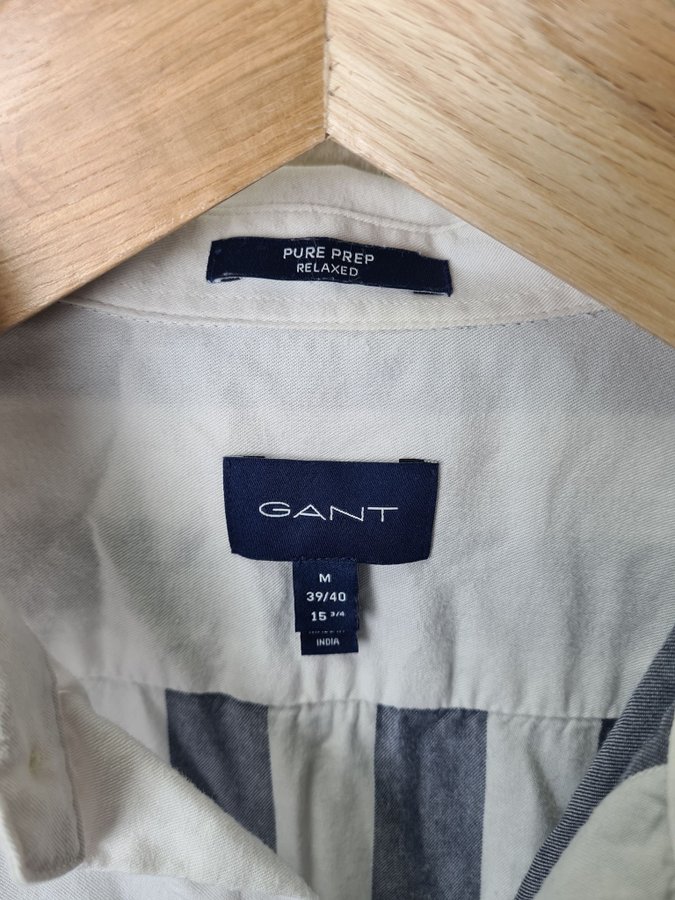 PURE PREP
RELAXED
GANT
M
39/40
15 3/4
INDIA